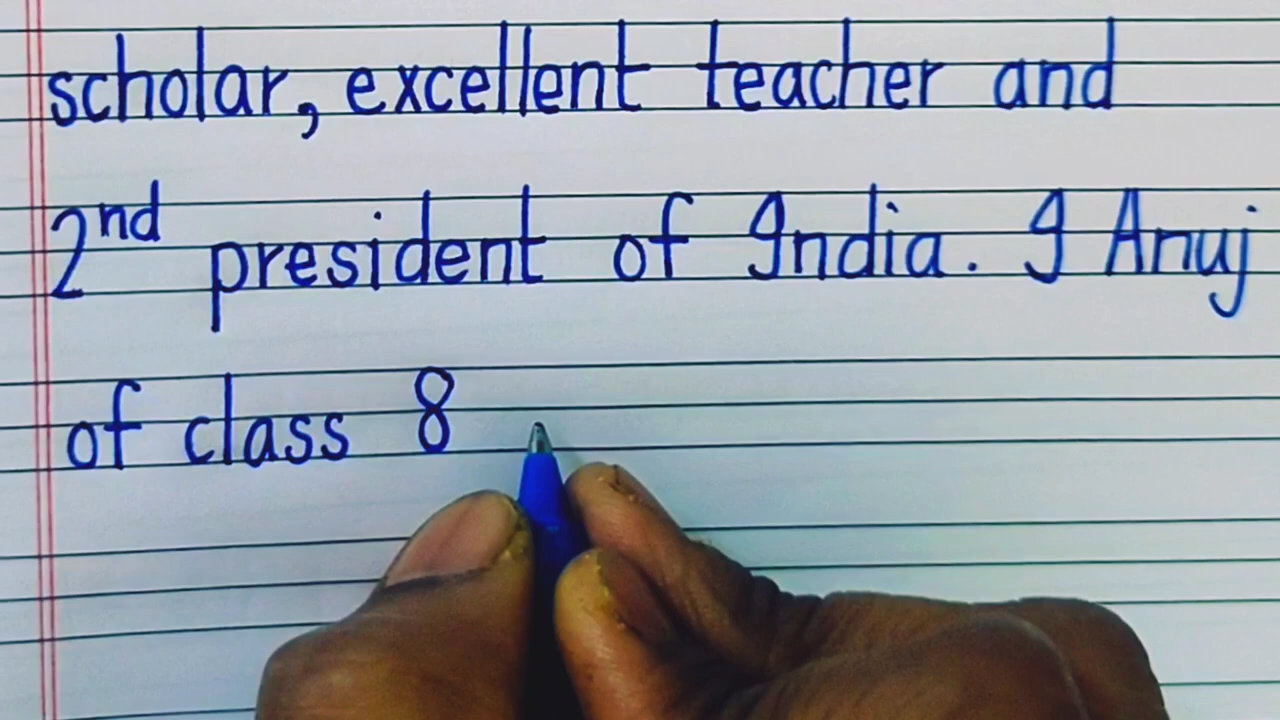 scholar, excellent teacher and
2nd president of India. I Anuj
of class 8